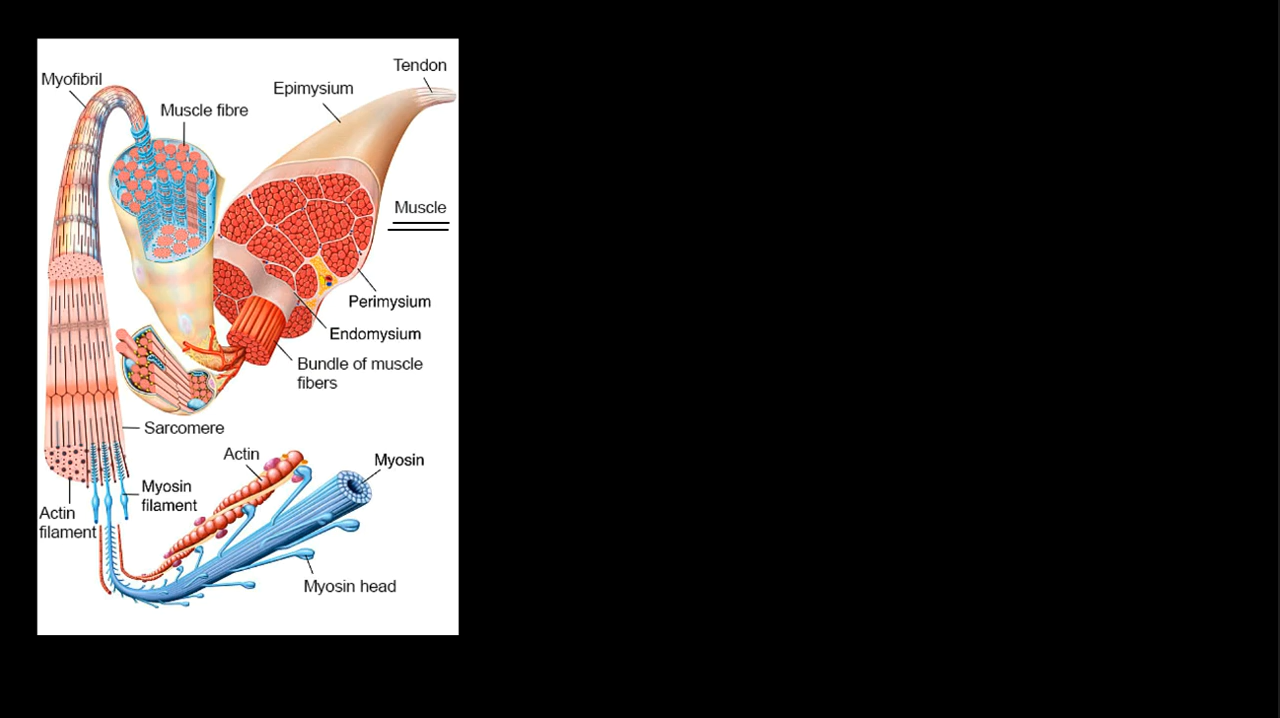 Tendon
Myofibril
Epimysium
Muscle fibre
Muscle
Perimysium
Endomysium
Bundle of muscle
fibers
Sarcomere
Actin
Myosin
Myosin
filament
Actin
filament
Myosin head